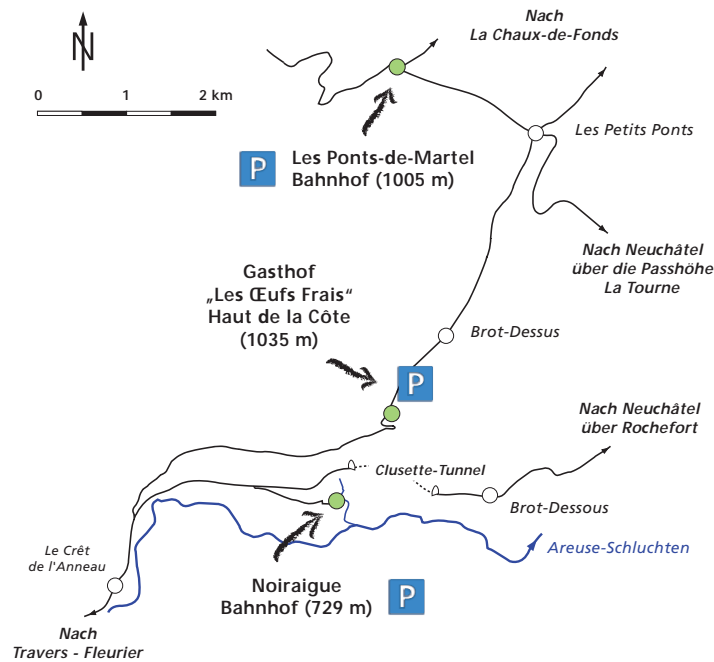 N
0 1 2 km
Nach
La Chaux-de-Fonds
Les Petits Ponts
P
Les Ponts-de-Martel
Bahnhof (1005 m)
Nach Neuchâtel
über die Passhöhe
La Tourne
Gasthof
„Les Œufs Frais“
Haut de la Côte
(1035 m)
Brot-Dessus
P
Nach Neuchâtel
über Rochefort
Clusette-Tunnel
Brot-Dessous
Areuse-Schluchten
Le Crêt
de l'Anneau
Noiraigue
Bahnhof (729 m)
P
Nach
Travers - Fleurier